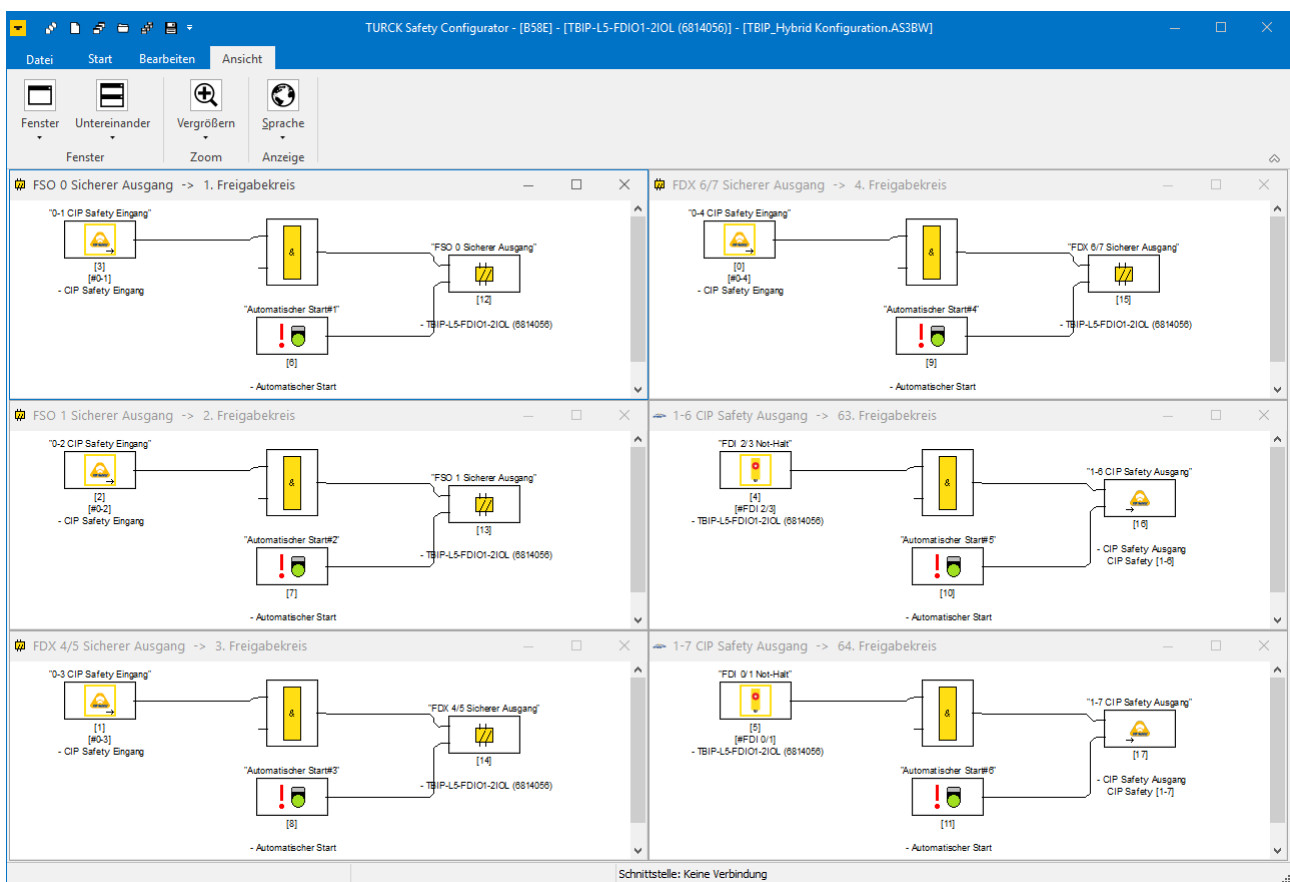 TURCK Safety Configurator - [B58E] - [TBIP-L5-FDIO1-2IOL (6814056)] - [TBIP_Hybrid Konfiguration.AS3BW]
Datei Start Bearbeiten Ansicht
Fenster Untereinander Vergrößern Sprache
Fenster Zoom Anzeige
FSO 0 Sicherer Ausgang -> 1. Freigabekreis
"0-1 CIP Safety Eingang"
&
"FSO 0 Sicherer Ausgang"
[3]
[#0-1]
- CIP Safety Eingang
[12]
"Automatischer Start#1"
- TBIP-L5-FDIO1-2IOL (6814056)
[6]
- Automatischer Start
FDX 6/7 Sicherer Ausgang -> 4. Freigabekreis
"0-4 CIP Safety Eingang"
&
"FDX 6/7 Sicherer Ausgang"
[0]
[#0-4]
- CIP Safety Eingang
[15]
"Automatischer Start#4"
- TBIP-L5-FDIO1-2IOL (6814056)
[9]
- Automatischer Start
FSO 1 Sicherer Ausgang -> 2. Freigabekreis
"0-2 CIP Safety Eingang"
&
"FSO 1 Sicherer Ausgang"
[2]
[#0-2]
- CIP Safety Eingang
[13]
"Automatischer Start#2"
- TBIP-L5-FDIO1-2IOL (6814056)
[7]
- Automatischer Start
1-6 CIP Safety Ausgang -> 63. Freigabekreis
"FDI 2/3 Not-Halt"
&
"1-6 CIP Safety Ausgang"
[4]
[#FDI 2/3]
- TBIP-L5-FDIO1-2IOL (6814056)
[16]
"Automatischer Start#5"
- CIP Safety Ausgang
CIP Safety [1-6]
[10]
- Automatischer Start
FDX 4/5 Sicherer Ausgang -> 3. Freigabekreis
"0-3 CIP Safety Eingang"
&
"FDX 4/5 Sicherer Ausgang"
[1]
[#0-3]
- CIP Safety Eingang
[14]
"Automatischer Start#3"
- TBIP-L5-FDIO1-2IOL (6814056)
[8]
- Automatischer Start
1-7 CIP Safety Ausgang -> 64. Freigabekreis
"FDI 0/1 Not-Halt"
&
"1-7 CIP Safety Ausgang"
[5]
[#FDI 0/1]
- TBIP-L5-FDIO1-2IOL (6814056)
[17]
"Automatischer Start#6"
- CIP Safety Ausgang
CIP Safety [1-7]
[11]
- Automatischer Start
Schnittstelle: Keine Verbindung